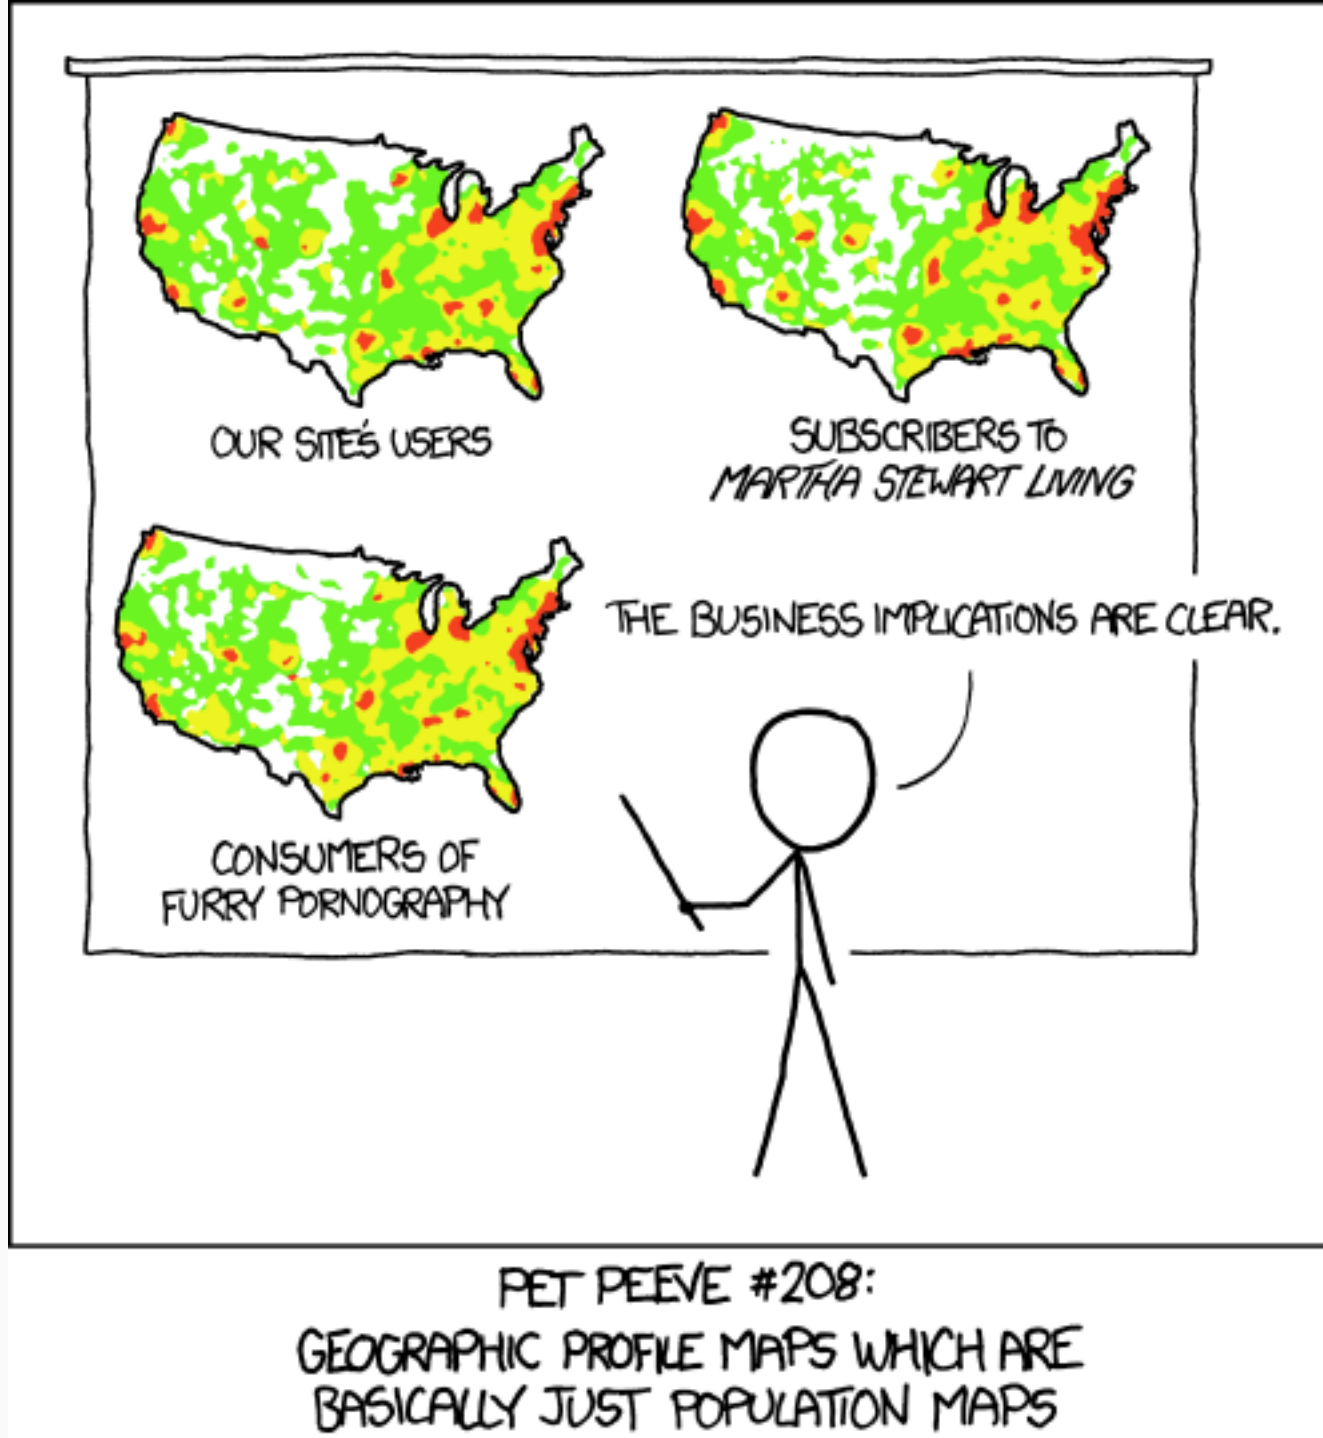 OUR SITE'S USERS
SUBSCRIBERS TO
MARTHA STEWART LIVING
CONSUMERS OF
FURRY PORNOGRAPHY
THE BUSINESS IMPLICATIONS ARE CLEAR.
PET PEEVE #208:
GEOGRAPHIC PROFILE MAPS WHICH ARE
BASICALLY JUST POPULATION MAPS